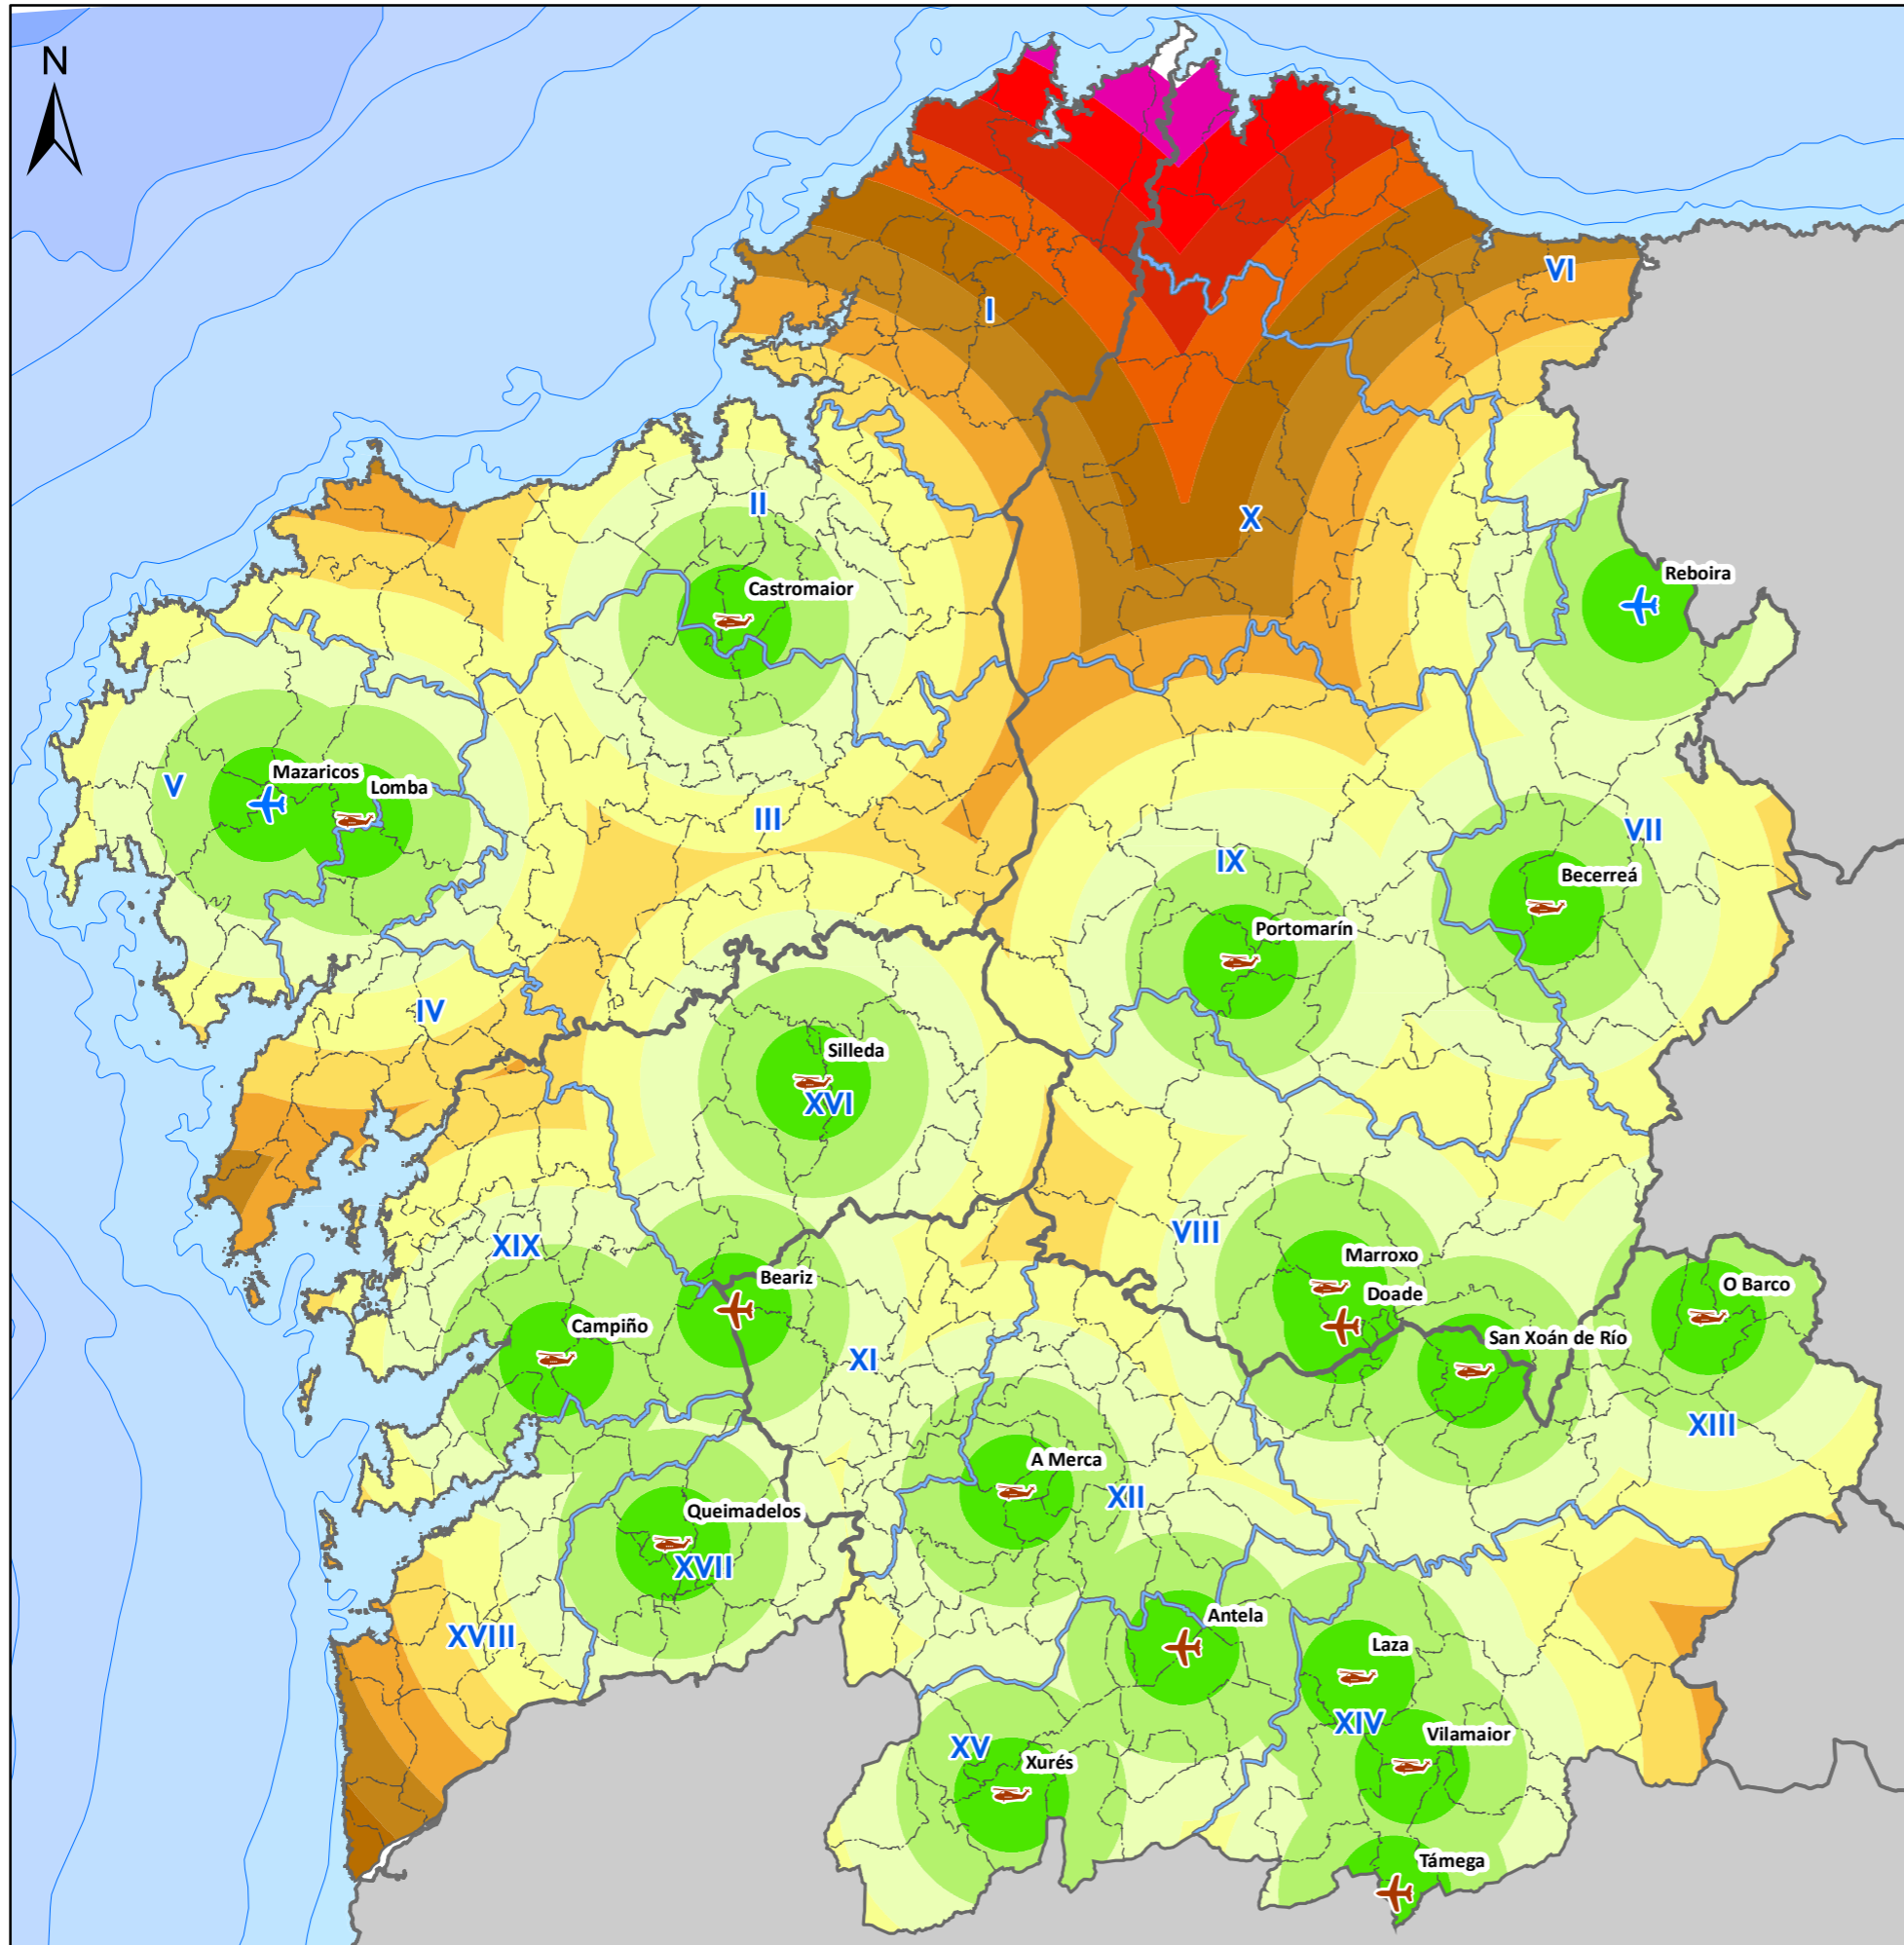 N
I
VI
II
X
Castromaior
Reboira
Mazaricos
Lomba
V
III
VII
IX
Becerreá
Portomarín
IV
Silleda
XVI
XIX
VIII
Marroxo
Beariz
Doade
O Barco
Campiño
San Xoán de Río
XI
XIII
A Merca
XII
Queimadelos
XVII
Antela
XVIII
Laza
XIV
Vilamaior
XV
Xurés
Támega